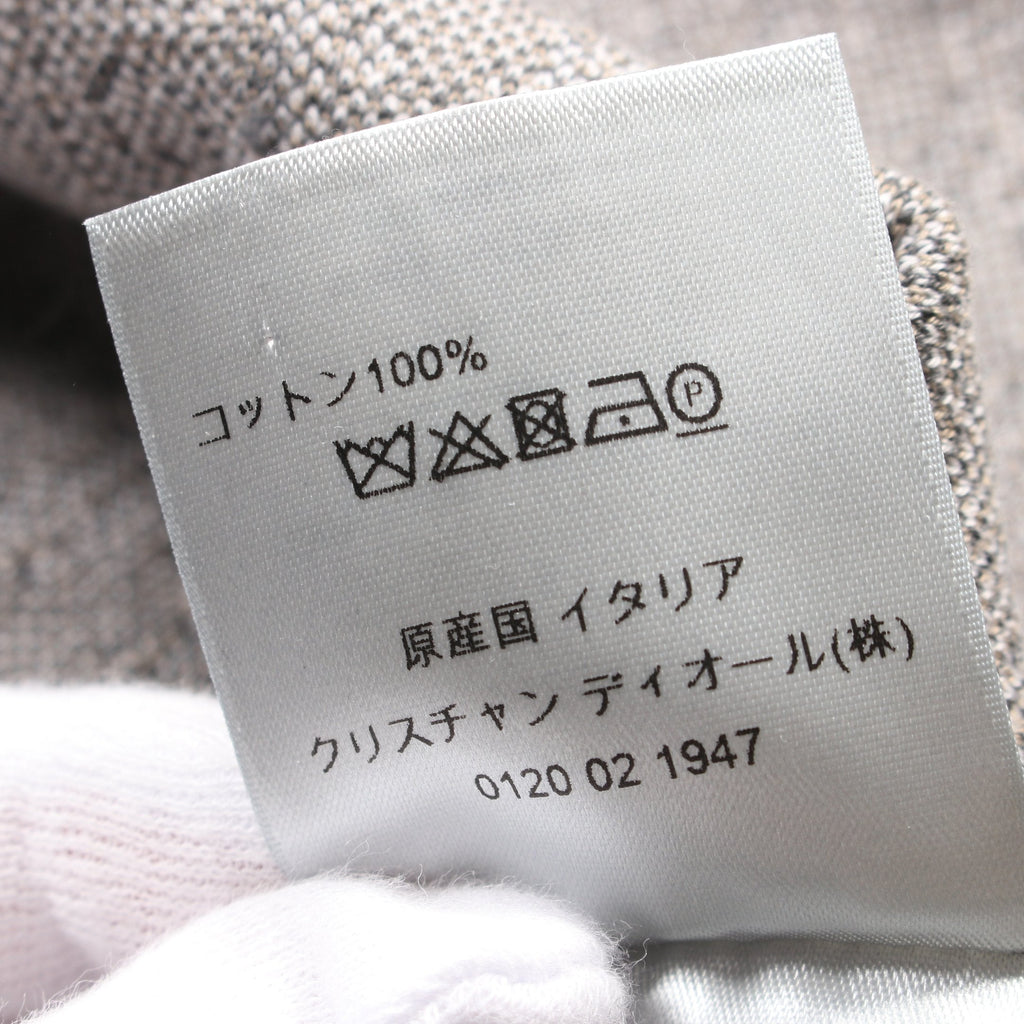 コットン100%
P
原産国 イタリア
クリスチャン ディオール(株)
0120 02 1947